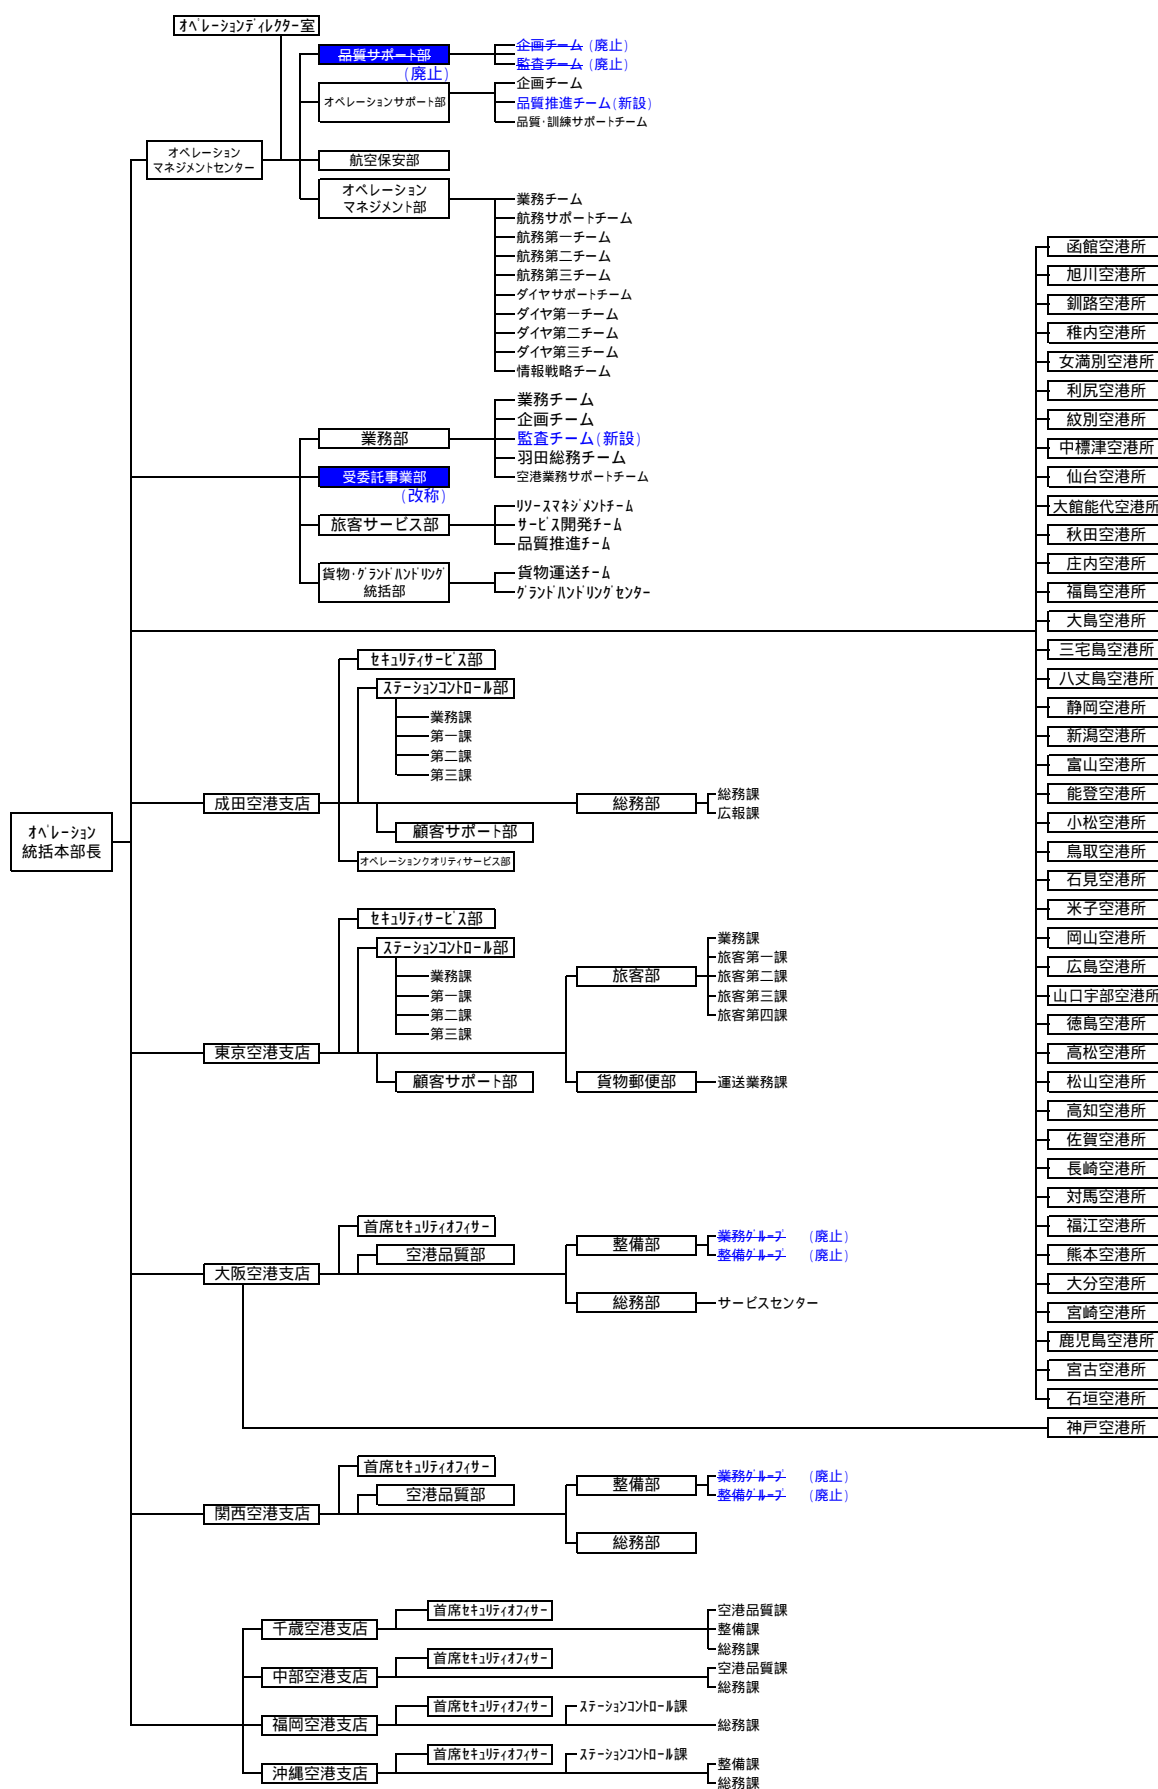 オペレーションディレクター室
品質サポート部
(廃止)
企画チーム (廃止)
監査チーム (廃止)
オペレーションサポート部
企画チーム
品質推進チーム(新設)
品質・訓練サポートチーム
オペレーション
マネジメントセンター
航空保安部
オペレーション
マネジメント部
業務チーム
航務サポートチーム
航務第一チーム
航務第二チーム
航務第三チーム
ダイヤサポートチーム
ダイヤ第一チーム
ダイヤ第二チーム
ダイヤ第三チーム
情報戦略チーム
業務部
業務チーム
企画チーム
監査チーム(新設)
羽田総務チーム
空港業務サポートチーム
受委託事業部
(改称)
旅客サービス部
リソースマネジメントチーム
サービス開発チーム
品質推進チーム
貨物・グランドハンドリング
統括部
貨物運送チーム
グランドハンドリングセンター
オペレーション
統括本部長
成田空港支店
セキュリティサービス部
ステーションコントロール部
業務課
第一課
第二課
第三課
総務部
総務課
広報課
顧客サポート部
オペレーションクオリティサービス部
東京空港支店
セキュリティサービス部
ステーションコントロール部
業務課
第一課
第二課
第三課
旅客部
業務課
旅客第一課
旅客第二課
旅客第三課
旅客第四課
顧客サポート部
貨物郵便部
運送業務課
大阪空港支店
首席セキュリティオフィサー
空港品質部
整備部
業務グループ (廃止)
整備グループ (廃止)
総務部
サービスセンター
関西空港支店
首席セキュリティオフィサー
空港品質部
整備部
業務グループ (廃止)
整備グループ (廃止)
総務部
千歳空港支店
首席セキュリティオフィサー
空港品質課
整備課
総務課
中部空港支店
首席セキュリティオフィサー
空港品質課
総務課
福岡空港支店
首席セキュリティオフィサー
ステーションコントロール課
総務課
沖縄空港支店
首席セキュリティオフィサー
ステーションコントロール課
整備課
総務課
函館空港所
旭川空港所
釧路空港所
稚内空港所
女満別空港所
利尻空港所
紋別空港所
中標津空港所
仙台空港所
大館能代空港所
秋田空港所
庄内空港所
福島空港所
大島空港所
三宅島空港所
八丈島空港所
静岡空港所
新潟空港所
富山空港所
能登空港所
小松空港所
鳥取空港所
石見空港所
米子空港所
岡山空港所
広島空港所
山口宇部空港所
徳島空港所
高松空港所
松山空港所
高知空港所
佐賀空港所
長崎空港所
対馬空港所
福江空港所
熊本空港所
大分空港所
宮崎空港所
鹿児島空港所
宮古空港所
石垣空港所
神戸空港所